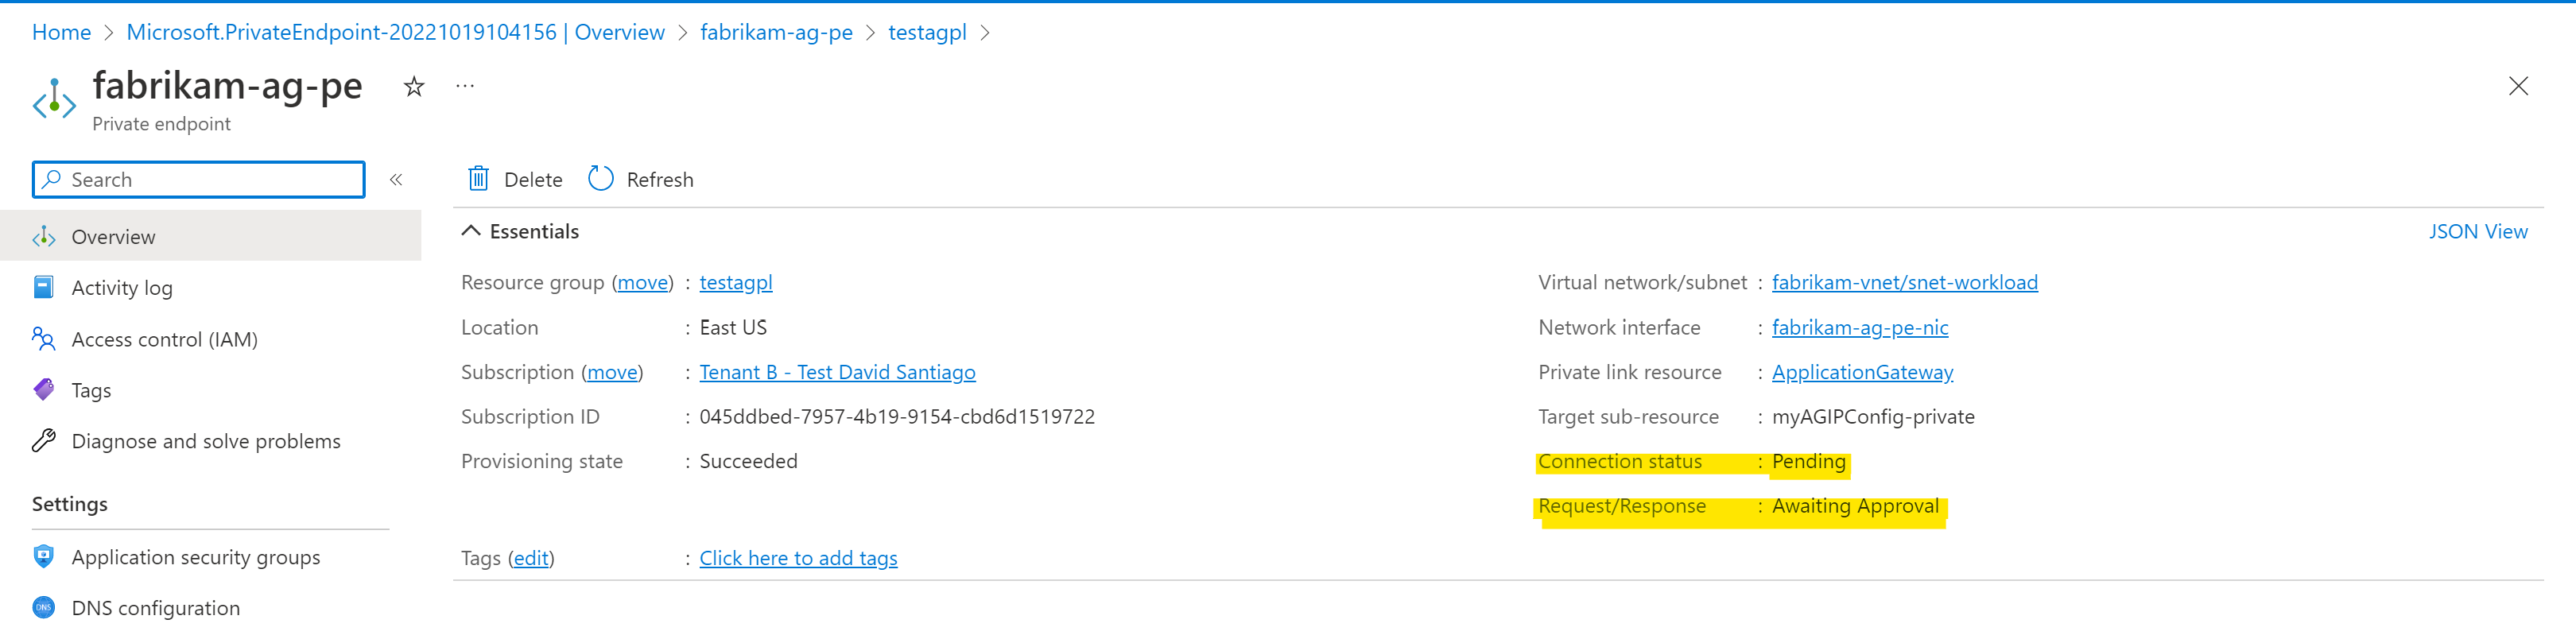 Home > Microsoft.PrivateEndpoint-20221019104156 | Overview > fabrikam-ag-pe > testagpl >
fabrikam-ag-pe
Private endpoint
Search
Overview
Activity log
Access control (IAM)
Tags
Diagnose and solve problems
Settings
Application security groups
DNS configuration
Delete Refresh
Essentials
JSON View
Resource group (move) : testagpl
Location : East US
Subscription (move) : Tenant B - Test David Santiago
Subscription ID : 045ddbed-7957-4b19-9154-cbd6d1519722
Provisioning state : Succeeded
Virtual network/subnet : fabrikam-vnet/snet-workload
Network interface : fabrikam-ag-pe-nic
Private link resource : ApplicationGateway
Target sub-resource : myAGIPConfig-private
Connection status : Pending
Request/Response : Awaiting Approval
Tags (edit) : Click here to add tags